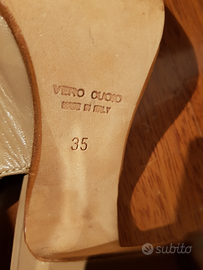 VERO CUOIO
MADE IN ITALY
35
subito